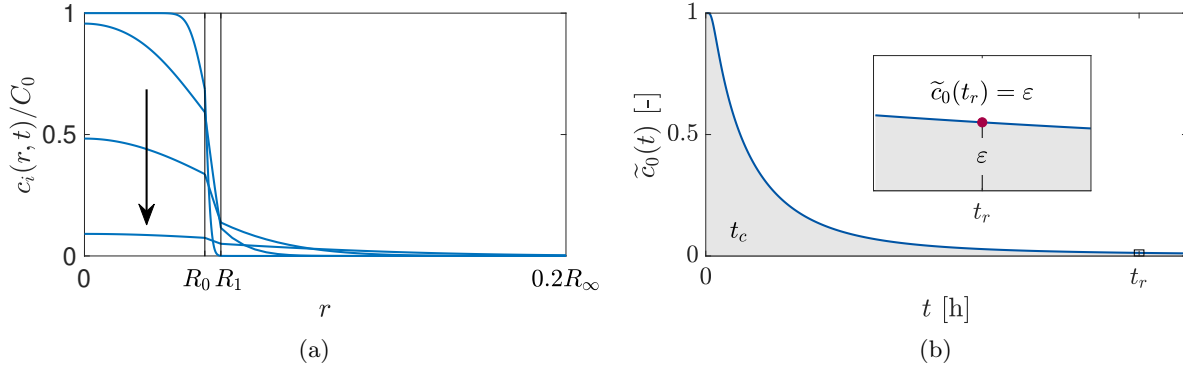 1
0.5
0
c_i(r, t)/C_0
0
R_0
R_1
0.2R_∞
r
(a)
1
0.5
0
c̃_0(t) [-]
c̃_0(t_r) = ε
ε
t_r
t_c
0
t_r
t [h]
(b)